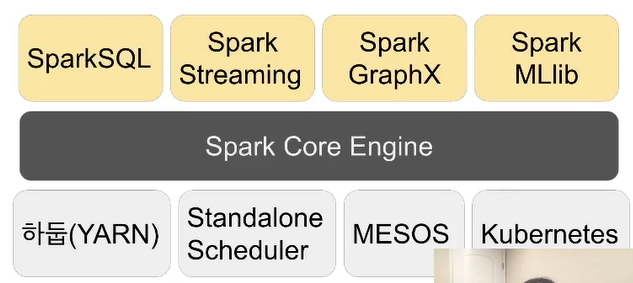 SparkSQL
Spark
Streaming
Spark
GraphX
Spark
MLlib
Spark Core Engine
하둡(YARN)
Standalone
Scheduler
MESOS
Kubernetes